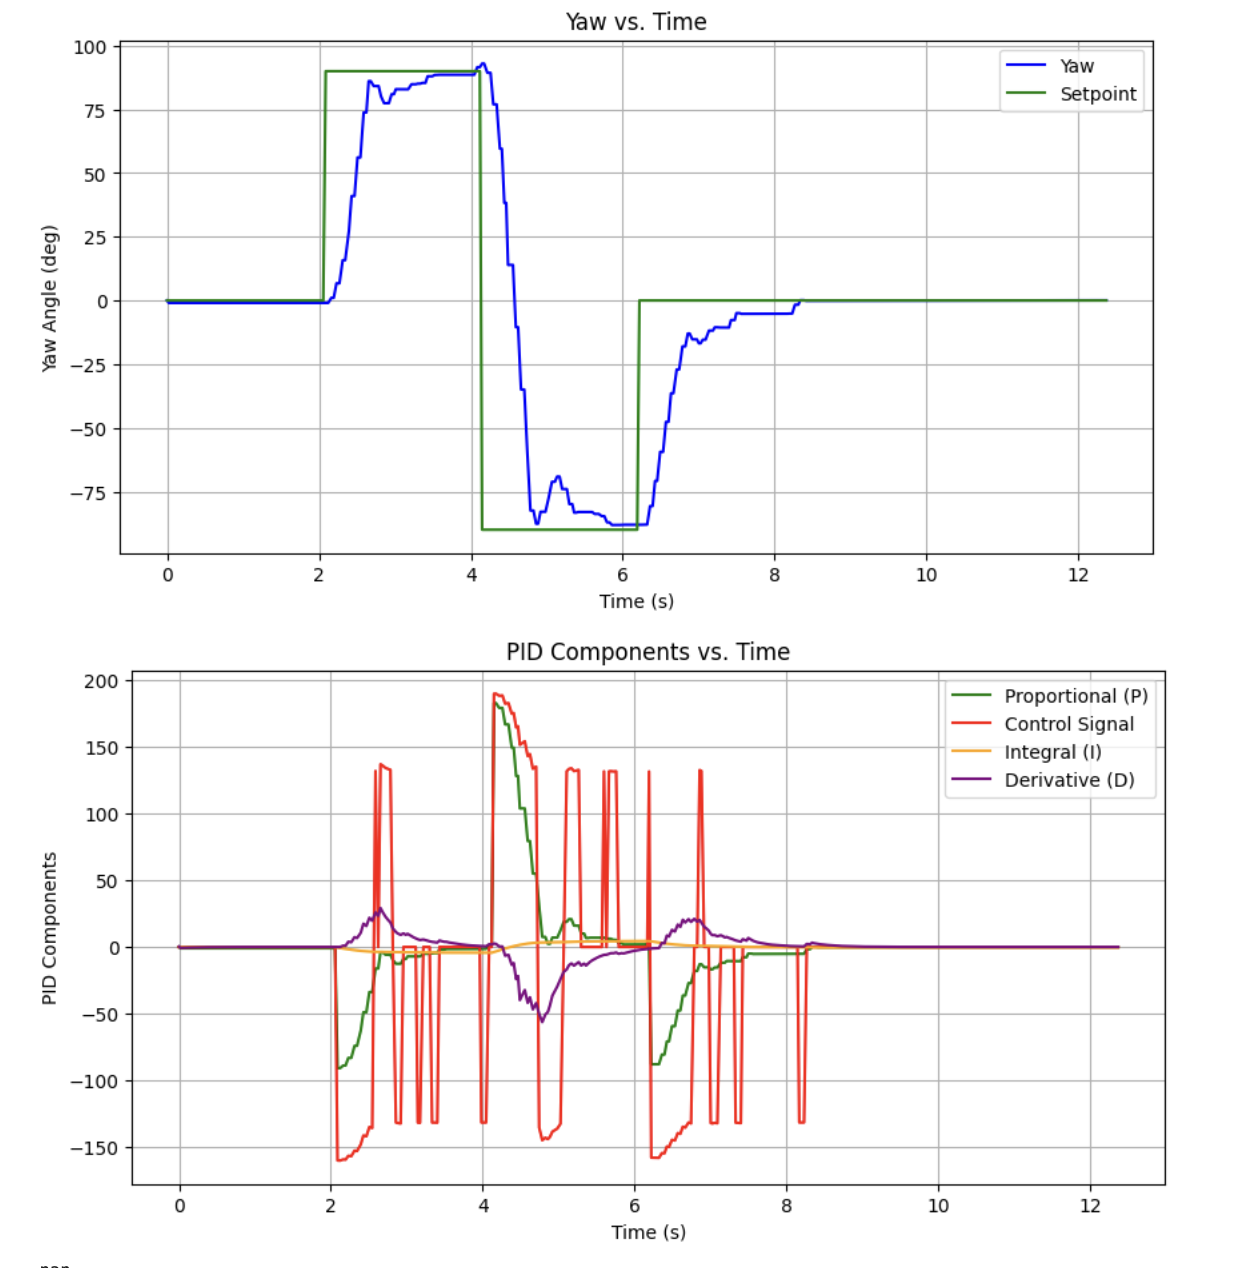 Yaw vs. Time
Yaw
Setpoint
100
75
50
25
0
−25
−50
−75
Yaw Angle (deg)
0 2 4 6 8 10 12
Time (s)
PID Components vs. Time
Proportional (P)
Control Signal
Integral (I)
Derivative (D)
200
150
100
50
0
−50
−100
−150
PID Components
0 2 4 6 8 10 12
Time (s)